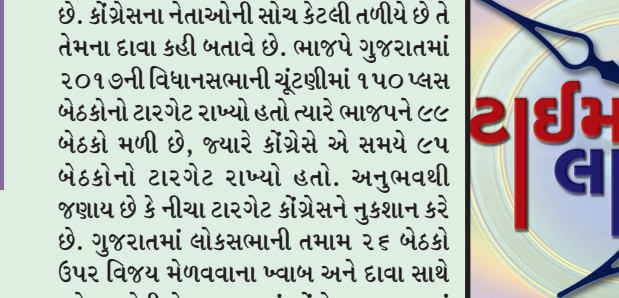 છે. કોંગ્રેસના નેતાઓની સોચ કેટલી તળીયે છે તે
તેમના દાવા કહી બતાવે છે. ભાજપે ગુજરાતમાં
૨૦૧૭ની વિધાનસભાની ચૂંટણીમાં ૧૫૦ પ્લસ
બેઠકોનો ટારગેટ રાખ્યો હતો ત્યારે ભાજપને ૯૯
બેઠકો મળી છે, જ્યારે કોંગ્રેસે એ સમયે ૯૫
બેઠકોનો ટારગેટ રાખ્યો હતો. અનુભવથી
જણાય છે કે નીચા ટારગેટ કોંગ્રેસને નુકશાન કરે
છે. ગુજરાતમાં લોકસભાની તમામ ૨૬ બેઠકો
ઉપર વિજય મેળવવાના ખ્વાબ અને દાવા સાથે
ટાઈમ
લા